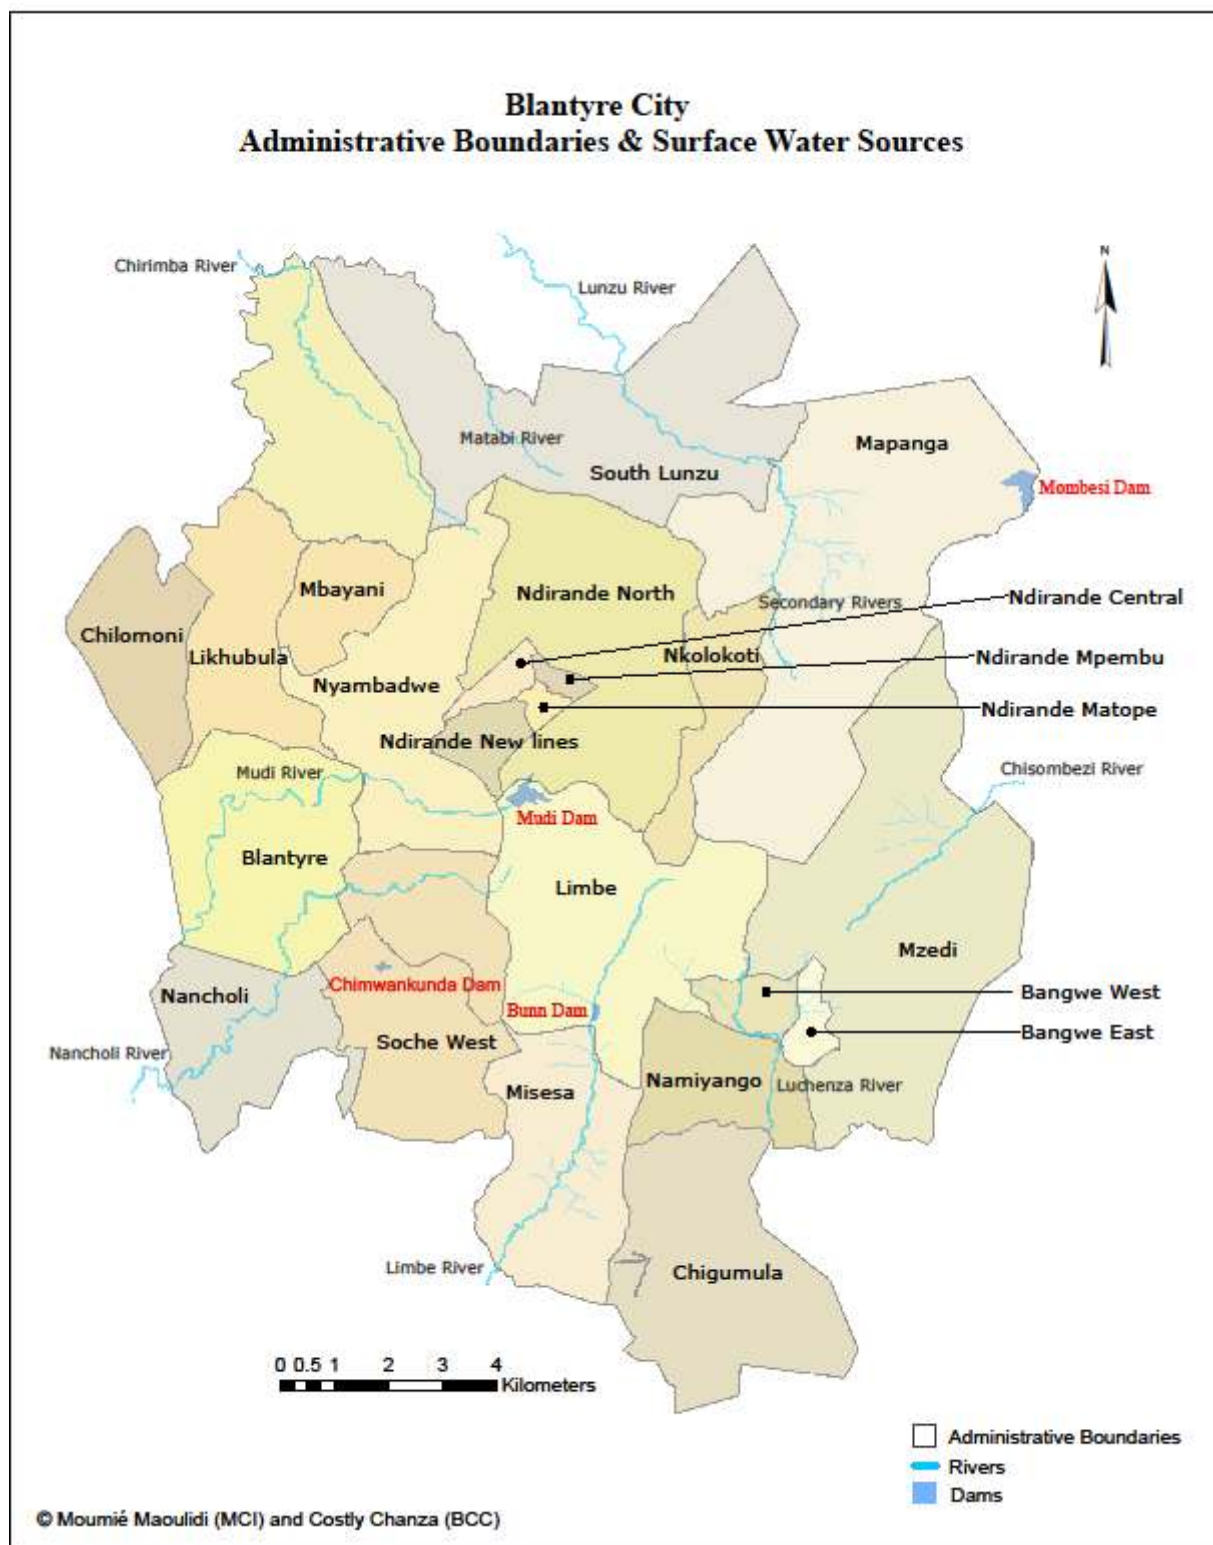 Blantyre City
Administrative Boundaries & Surface Water Sources
N
Chirimba River
Lunzu River
Matabi River
South Lunzu
Mapanga
Mombesi Dam
Mbayani
Ndirande North
Secondary Rivers
Ndirande Central
Chilomoni
Likhubula
Nkolokoti
Ndirande Mpembu
Nyambadwe
Ndirande Matope
Ndirande New lines
Mudi River
Chisombezi River
Mudi Dam
Blantyre
Limbe
Mzedi
Nancholi
Chimwankunda Dam
Bangwe West
Bunn Dam
Bangwe East
Soche West
Nancholi River
Namiyango
Luchenza River
Misesa
Limbe River
Chigumula
0 0.5 1 2 3 4
Kilometers
Administrative Boundaries
Rivers
Dams
© Moumié Maoulidi (MCI) and Costly Chanza (BCC)